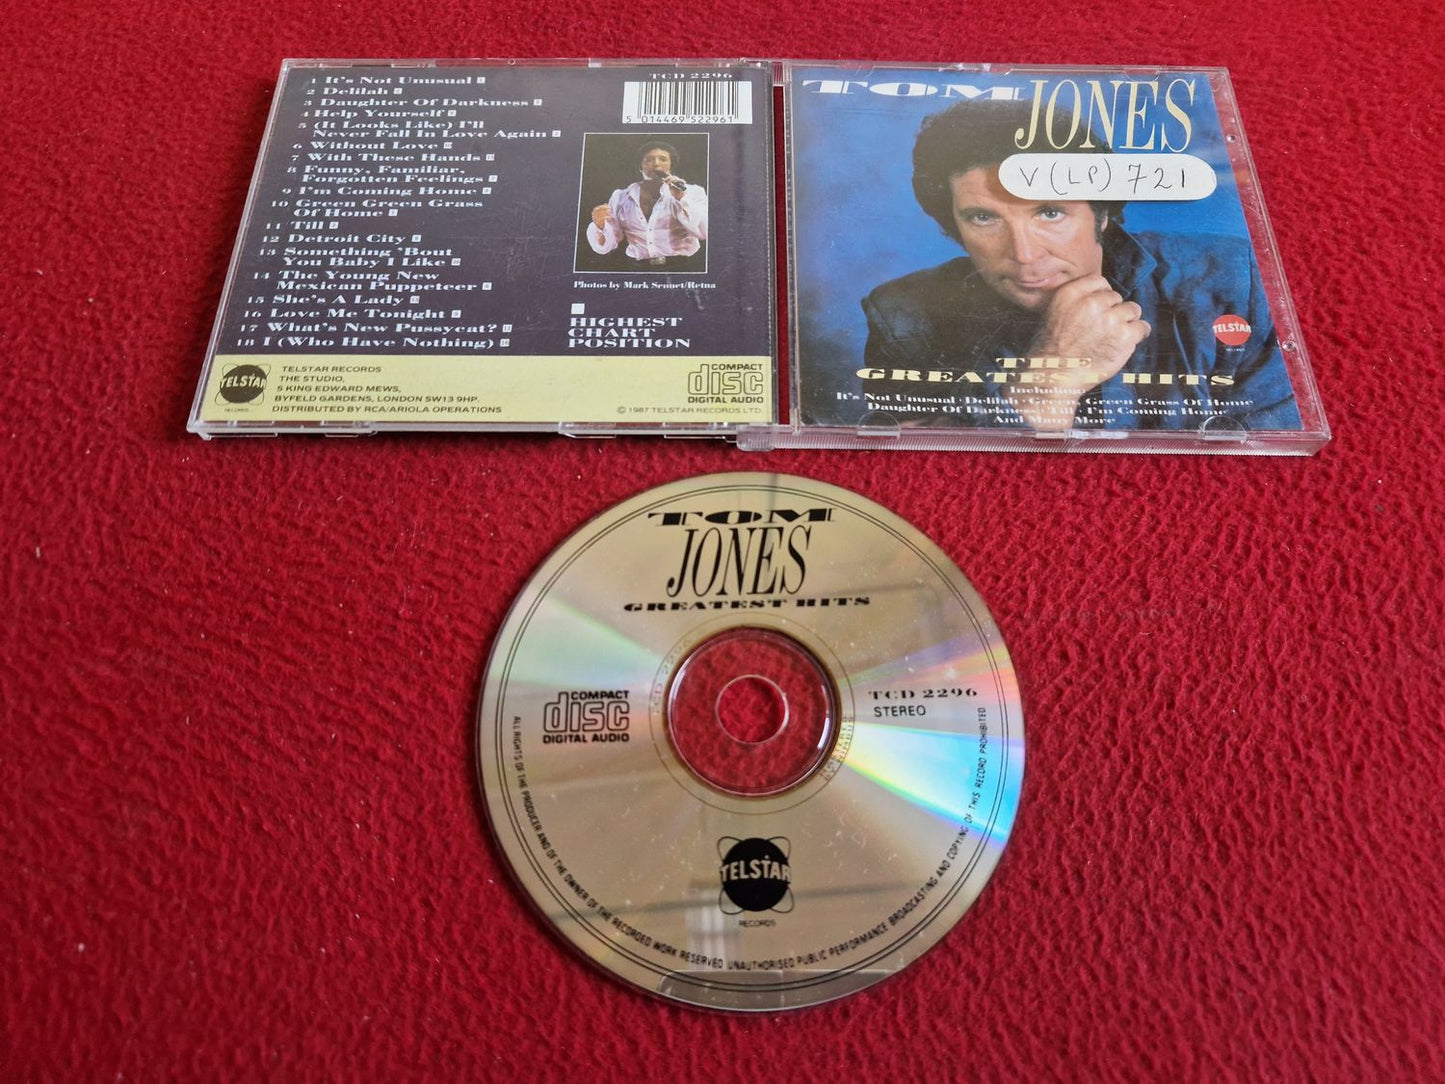 1 It's Not Unusual
2 Delilah
3 Daughter Of Darkness
4 Help Yourself
5 (It Looks Like) I'll
Never Fall In Love Again
6 Without Love
7 With These Hands
8 Funny, Familiar,
Forgotten Feelings
9 I'm Coming Home
10 Green Green Grass
Of Home
11 Till
12 Detroit City
13 Something 'Bout
You Baby I Like
14 The Young New
Mexican Puppeteer
15 She's A Lady
16 Love Me Tonight
17 What's New Pussycat?
18 I (Who Have Nothing)
TCD 2296
5 014469 522961
Photos by Mark Sennet/Retna
HIGHEST
CHART
POSITION
TELSTAR
RECORDS
TELSTAR RECORDS
THE STUDIO,
5 KING EDWARD MEWS,
BYFELD GARDENS, LONDON SW13 9HP.
DISTRIBUTED BY RCA/ARIOLA OPERATIONS
COMPACT
disc
DIGITAL AUDIO
© 1987 TELSTAR RECORDS LTD.
TOM
JONES
V (LP) 721
TELSTAR
THE
GREATEST HITS
Including:
It's Not Unusual · Delilah · Green, Green Grass Of Home
Daughter Of Darkness · Till · I'm Coming Home
And Many More
TOM
JONES
GREATEST HITS
COMPACT
disc
DIGITAL AUDIO
TCD 2296
STEREO
TELSTAR
RECORDS
ALL RIGHTS OF THE PRODUCER AND OF THE OWNER OF THE RECORDED WORK RESERVED UNAUTHORISED PUBLIC PERFORMANCE BROADCASTING AND COPYING OF THIS RECORD PROHIBITED